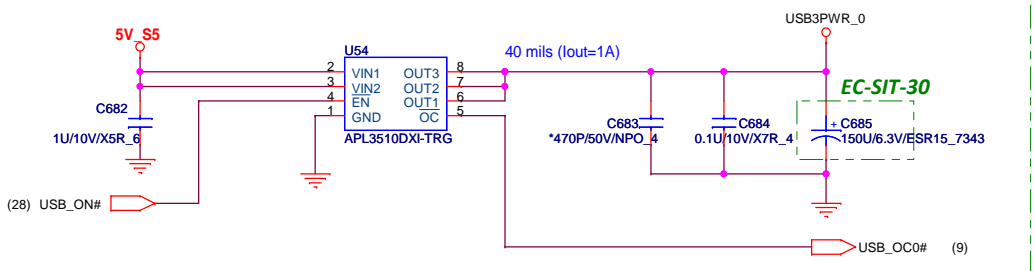 USB3PWR_0
5V_S5
U54
40 mils (Iout=1A)
2 VIN1 OUT3 8
3 VIN2 OUT2 7
4 EN OUT1 6
1 GND OC 5
APL3510DXI-TRG
EC-SIT-30
C682
1U/10V/X5R_6
C683
*470P/50V/NPO_4
C684
0.1U/10V/X7R_4
+ C685
150U/6.3V/ESR15_7343
(28) USB_ON#
USB_OC0# (9)